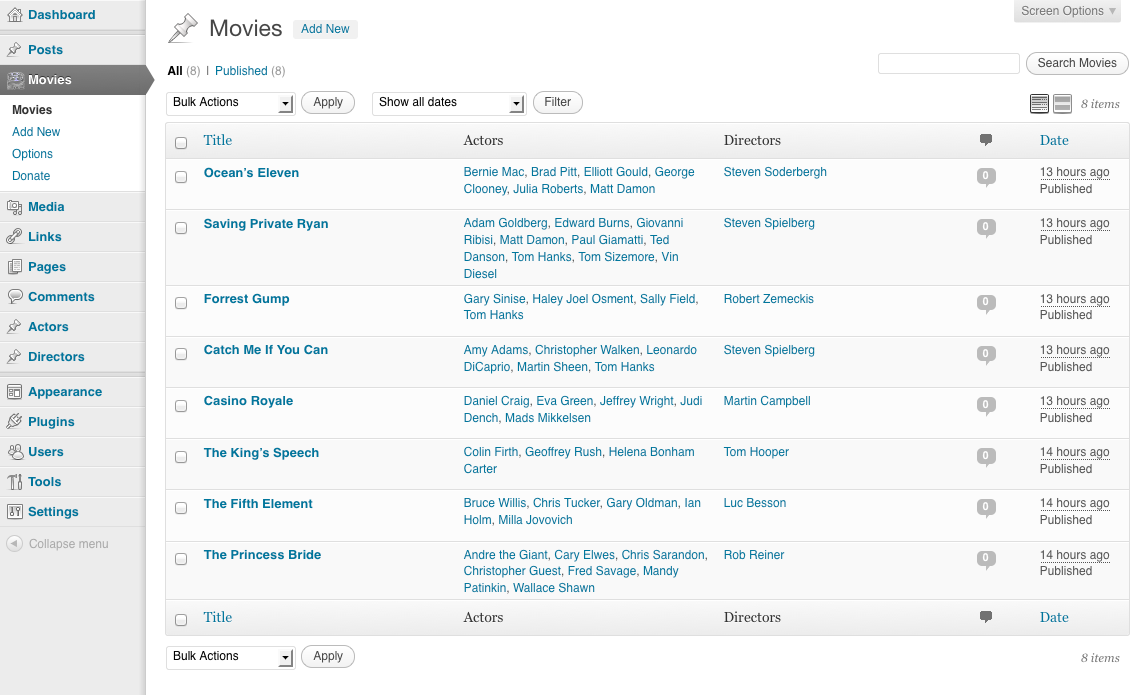 Dashboard
Posts
Movies
Movies
Add New
Options
Donate
Media
Links
Pages
Comments
Actors
Directors
Appearance
Plugins
Users
Tools
Settings
Collapse menu
Screen Options
Movies Add New
All (8) | Published (8)
Search Movies
Bulk Actions Apply Show all dates Filter 8 items
Title Actors Directors Date
Ocean’s Eleven Bernie Mac, Brad Pitt, Elliott Gould, George Steven Soderbergh 0 13 hours ago
Clooney, Julia Roberts, Matt Damon Published
Saving Private Ryan Adam Goldberg, Edward Burns, Giovanni Steven Spielberg 0 13 hours ago
Ribisi, Matt Damon, Paul Giamatti, Ted Published
Danson, Tom Hanks, Tom Sizemore, Vin
Diesel
Forrest Gump Gary Sinise, Haley Joel Osment, Sally Field, Robert Zemeckis 0 13 hours ago
Tom Hanks Published
Catch Me If You Can Amy Adams, Christopher Walken, Leonardo Steven Spielberg 0 13 hours ago
DiCaprio, Martin Sheen, Tom Hanks Published
Casino Royale Daniel Craig, Eva Green, Jeffrey Wright, Judi Martin Campbell 0 13 hours ago
Dench, Mads Mikkelsen Published
The King’s Speech Colin Firth, Geoffrey Rush, Helena Bonham Tom Hooper 0 14 hours ago
Carter Published
The Fifth Element Bruce Willis, Chris Tucker, Gary Oldman, Ian Luc Besson 0 14 hours ago
Holm, Milla Jovovich Published
The Princess Bride Andre the Giant, Cary Elwes, Chris Sarandon, Rob Reiner 0 14 hours ago
Christopher Guest, Fred Savage, Mandy Published
Patinkin, Wallace Shawn
Title Actors Directors Date
Bulk Actions Apply 8 items